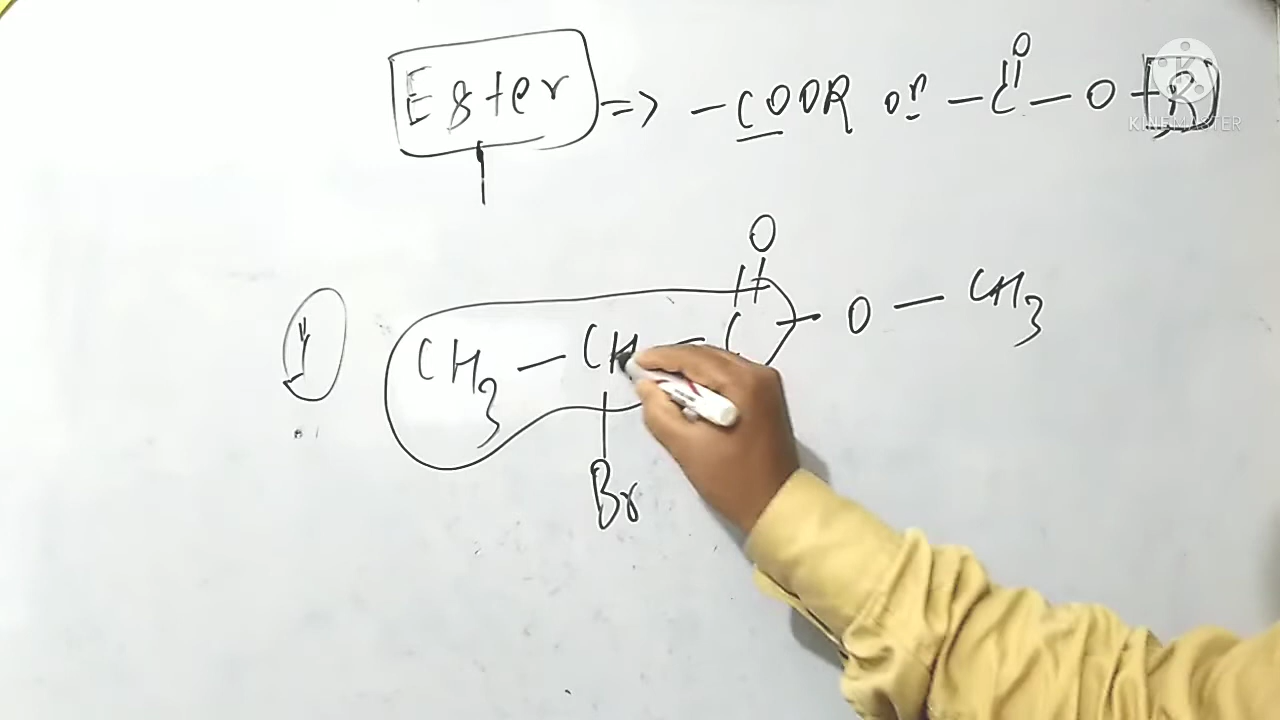 Ester => -COOR or -C-O-R
O
KINEMASTER
O
1 CH3-CH-C-O-CH3
Br